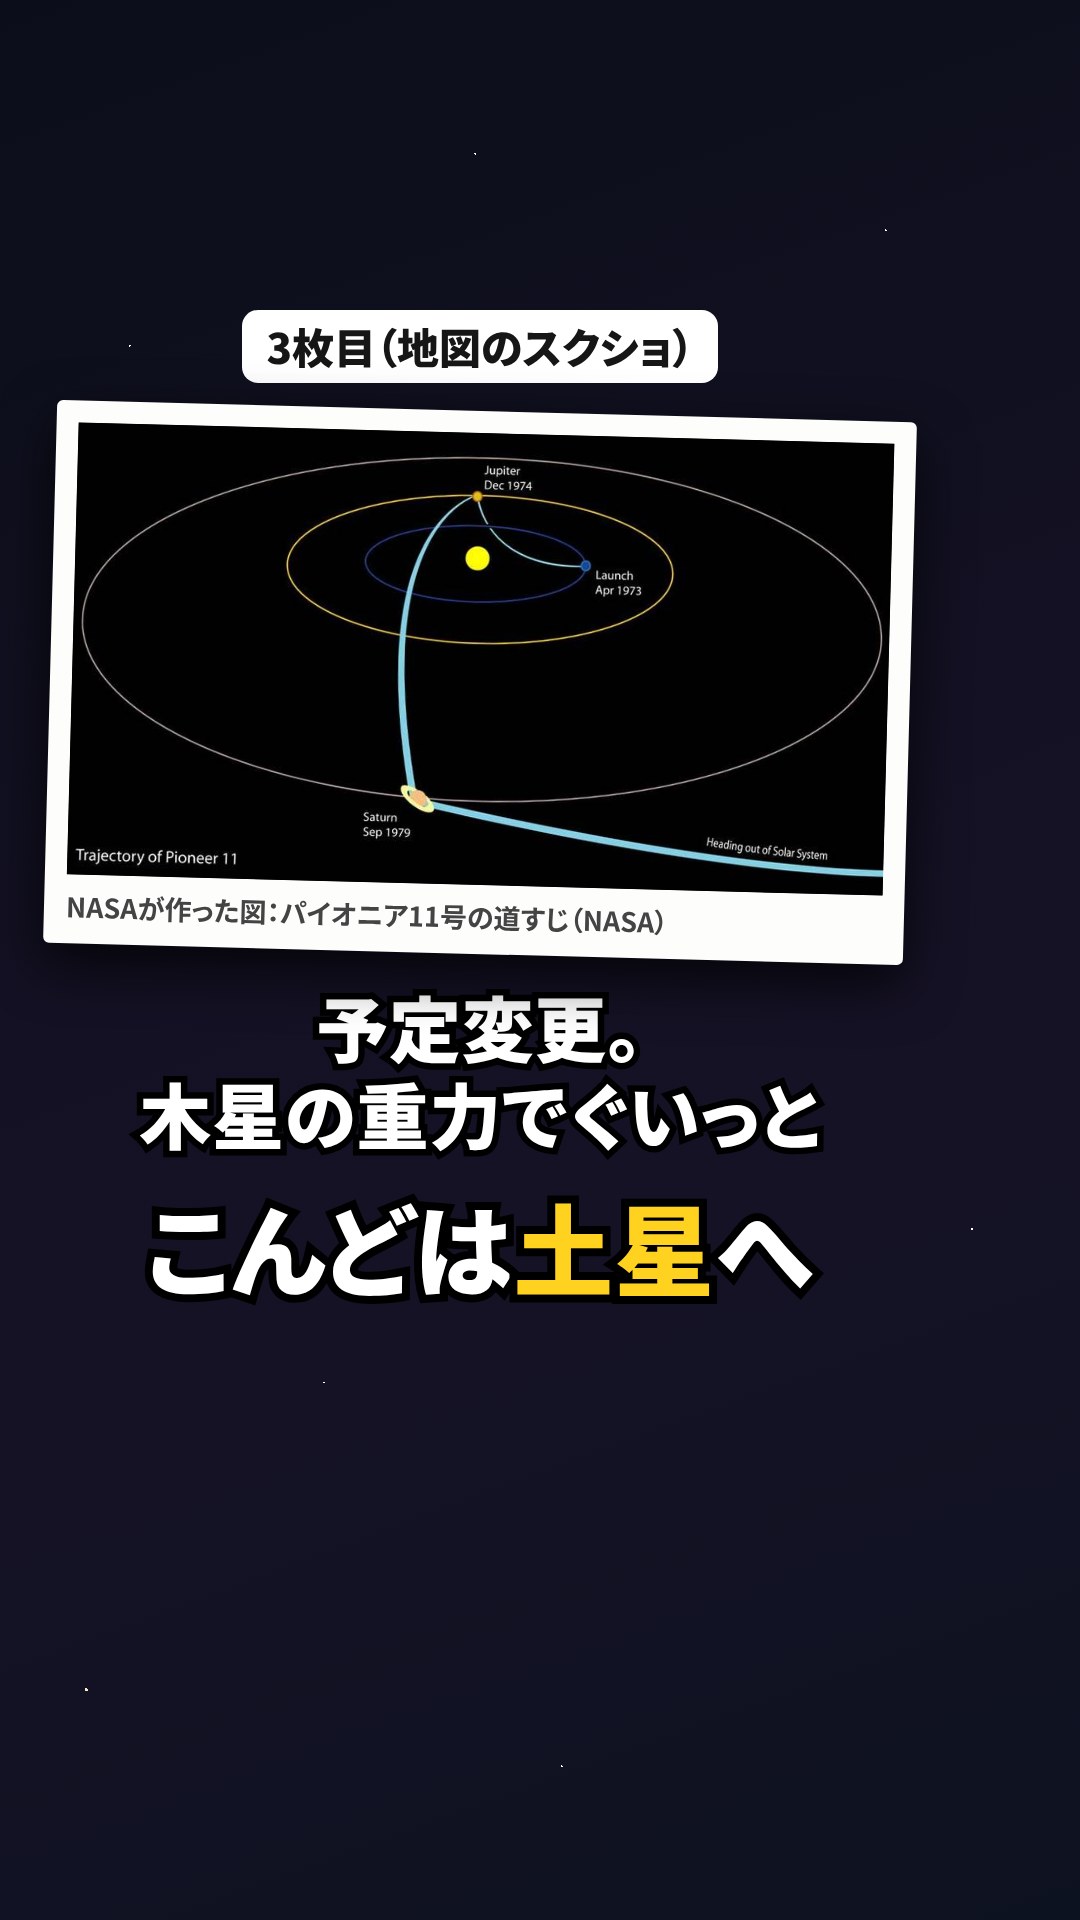 3枚目（地図のスクショ）
Jupiter
Dec 1974
Launch
Apr 1973
Saturn
Sep 1979
Heading out of Solar System
Trajectory of Pioneer 11
NASAが作った図：パイオニア11号の道すじ（NASA）
予定変更。
木星の重力でぐいっと
こんどは土星へ